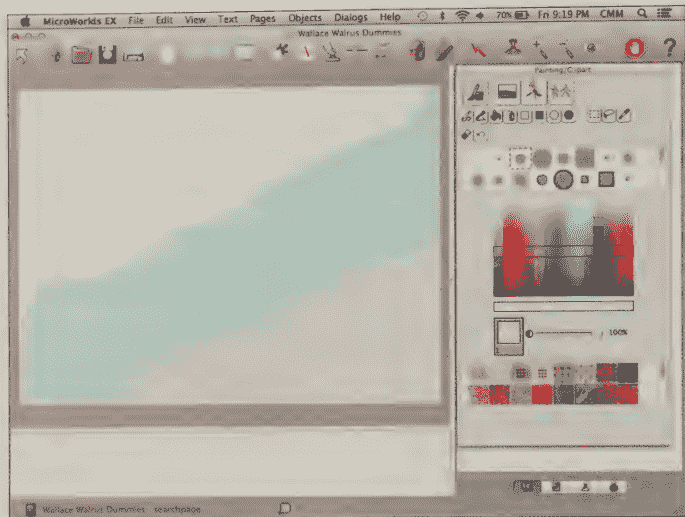 MicroWorlds EX File Edit View Text Pages Objects Dialogs Help 70% Fri 9:19 PM CMM
Wallace Walrus Dummies
Painting/Clipart
100%
Wallace Walrus Dummies searchpage